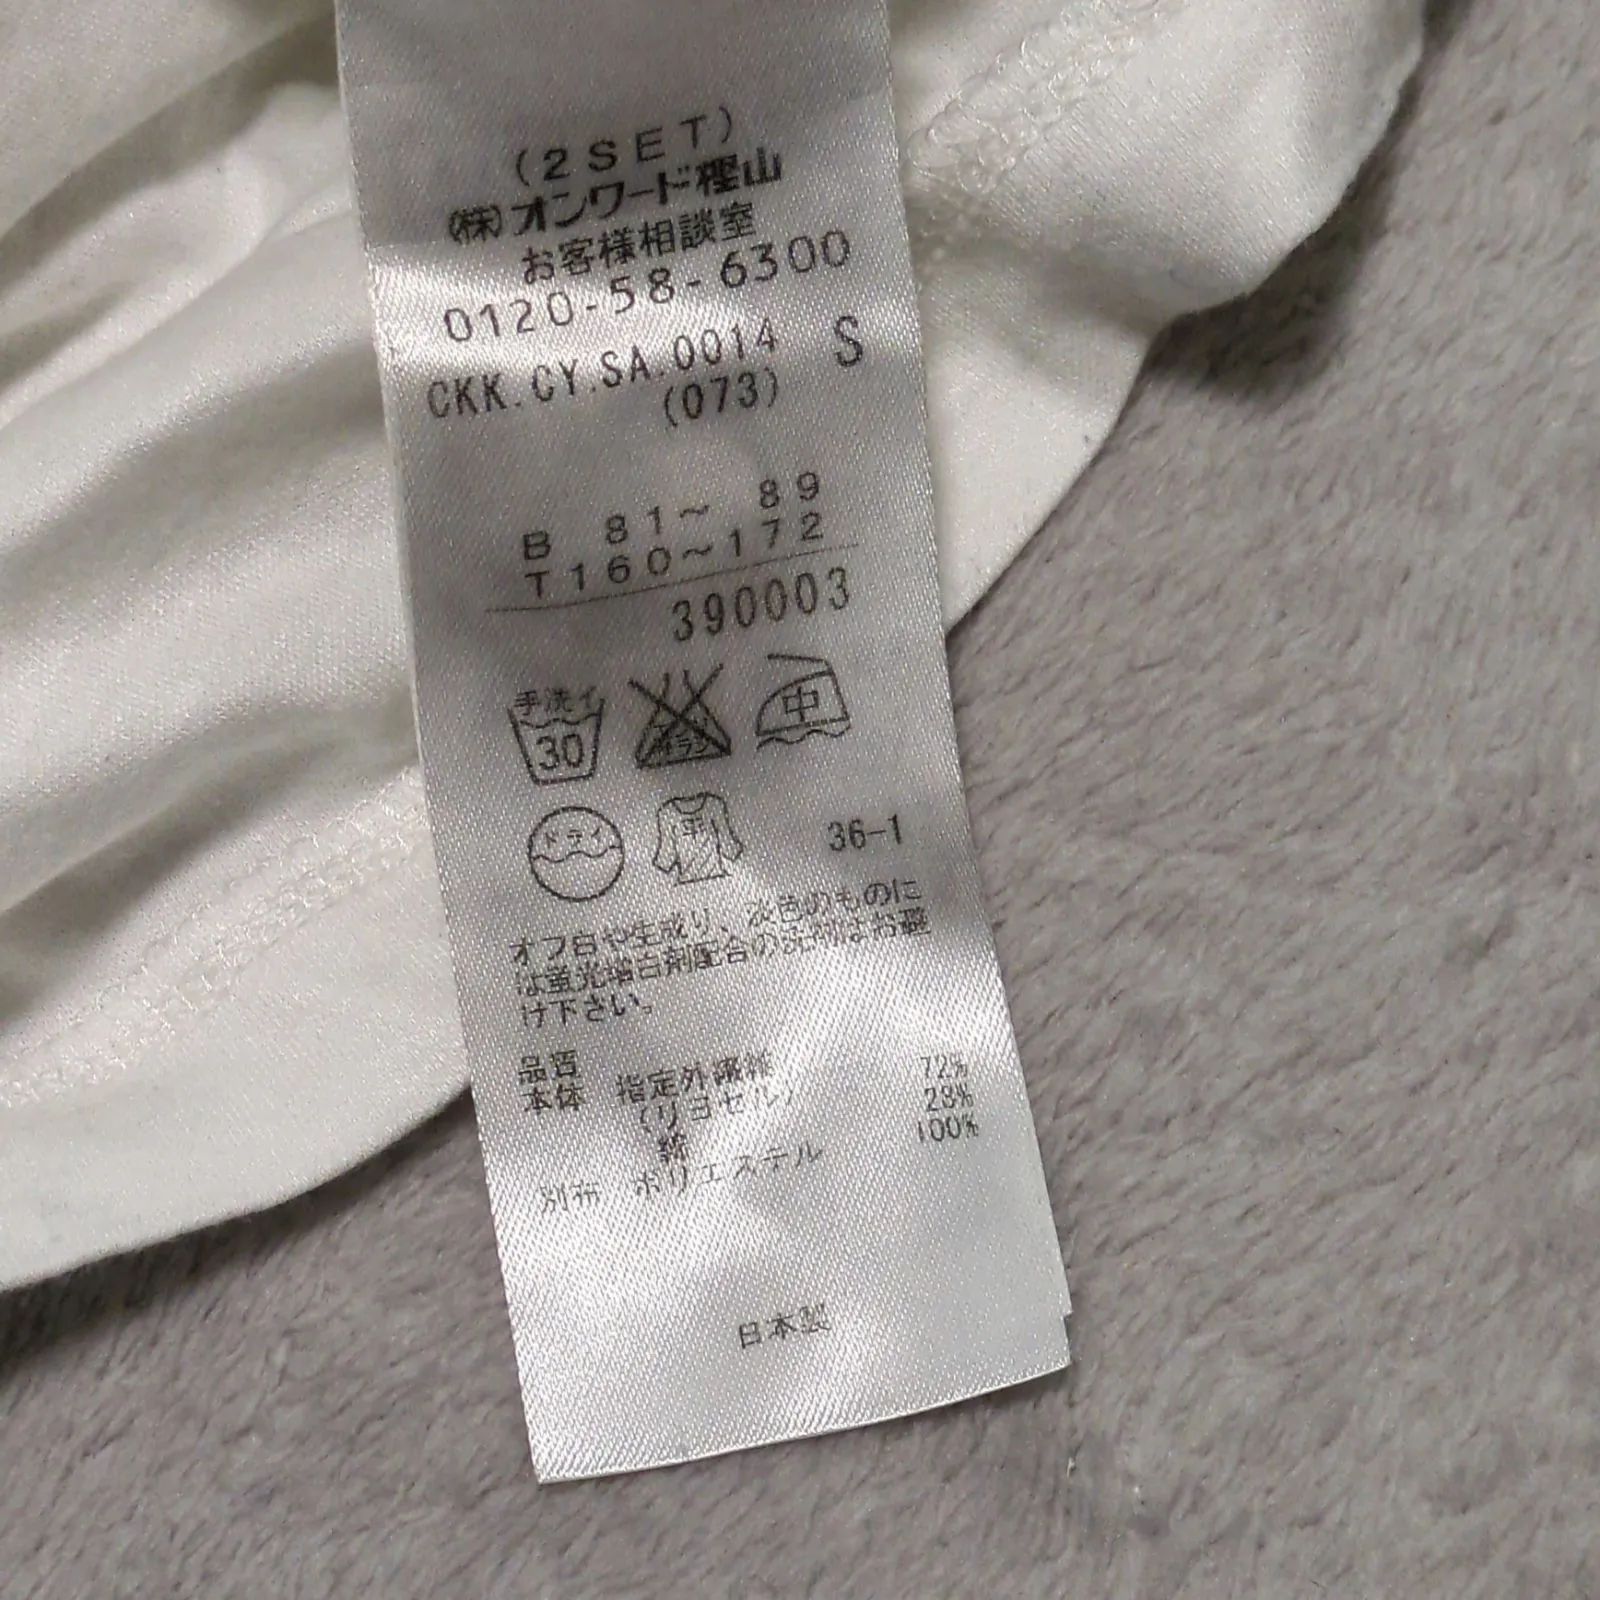 (2SET)
(株)オンワード樫山
お客様相談室
0120-58-6300
CKK.CY.SA.0014 S
(073)
B 81~ 89
T160~172
390003
手洗イ
30
中
ドライ
平
36-1
オフ白や生成り、淡色のものに
は蛍光増白剤配合の洗剤はお避
け下さい。
品質
本体 指定外繊維 72%
(リヨセル)
綿 28%
別布 ポリエステル 100%
日本製